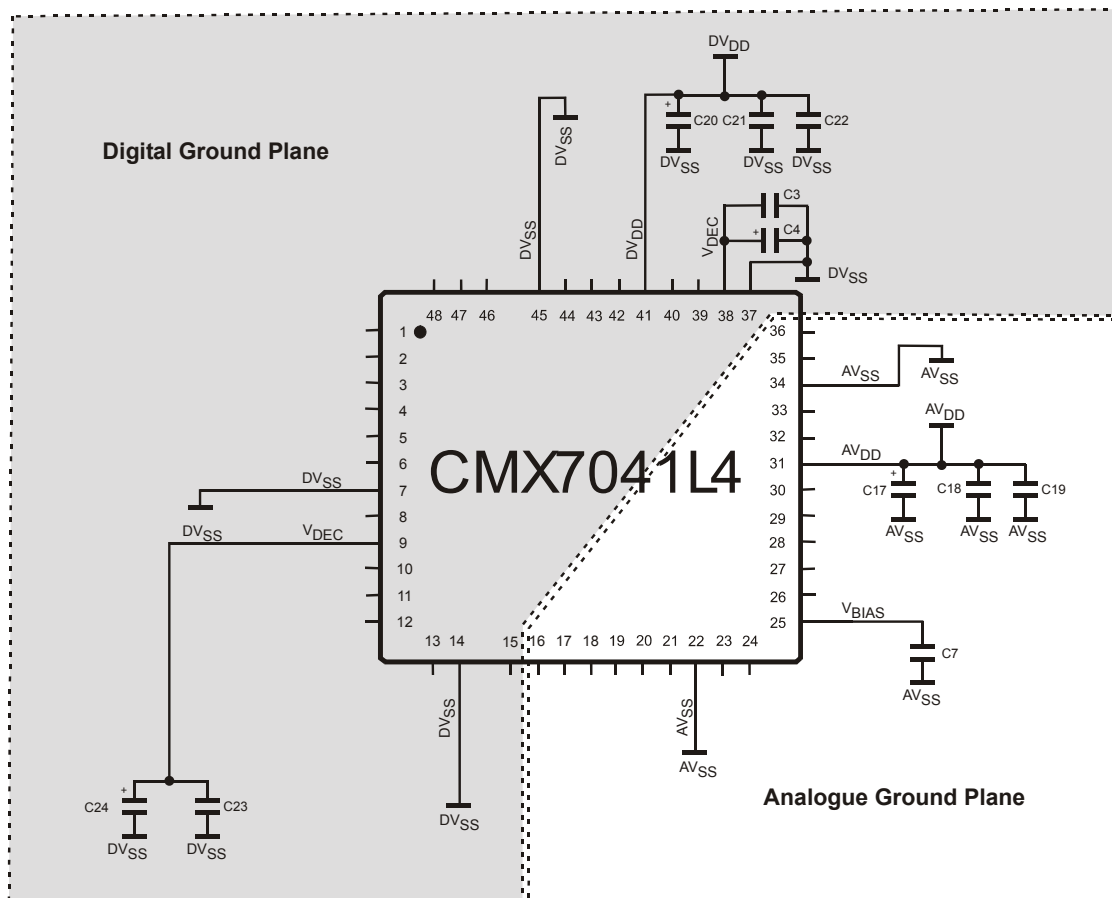 DVDD
C20
C21
C22
+
DVSS
DVSS
DVSS
DVSS
Digital Ground Plane
C3
C4
+
DVSS
DVDD
VDEC
DVSS
48 47 46 45 44 43 42 41 40 39 38 37
1
2
3
4
5
6
7
8
9
10
11
12
36
35
34
33
32
31
30
29
28
27
26
25
CMX7041L4
13 14 15 16 17 18 19 20 21 22 23 24
AVSS
AVSS
AVDD
AVDD
+
C17
C18
C19
AVSS
AVSS
AVSS
VBIAS
C7
AVSS
DVSS
DVSS
VDEC
DVSS
AVSS
AVSS
DVSS
Analogue Ground Plane
+
C24
C23
DVSS
DVSS